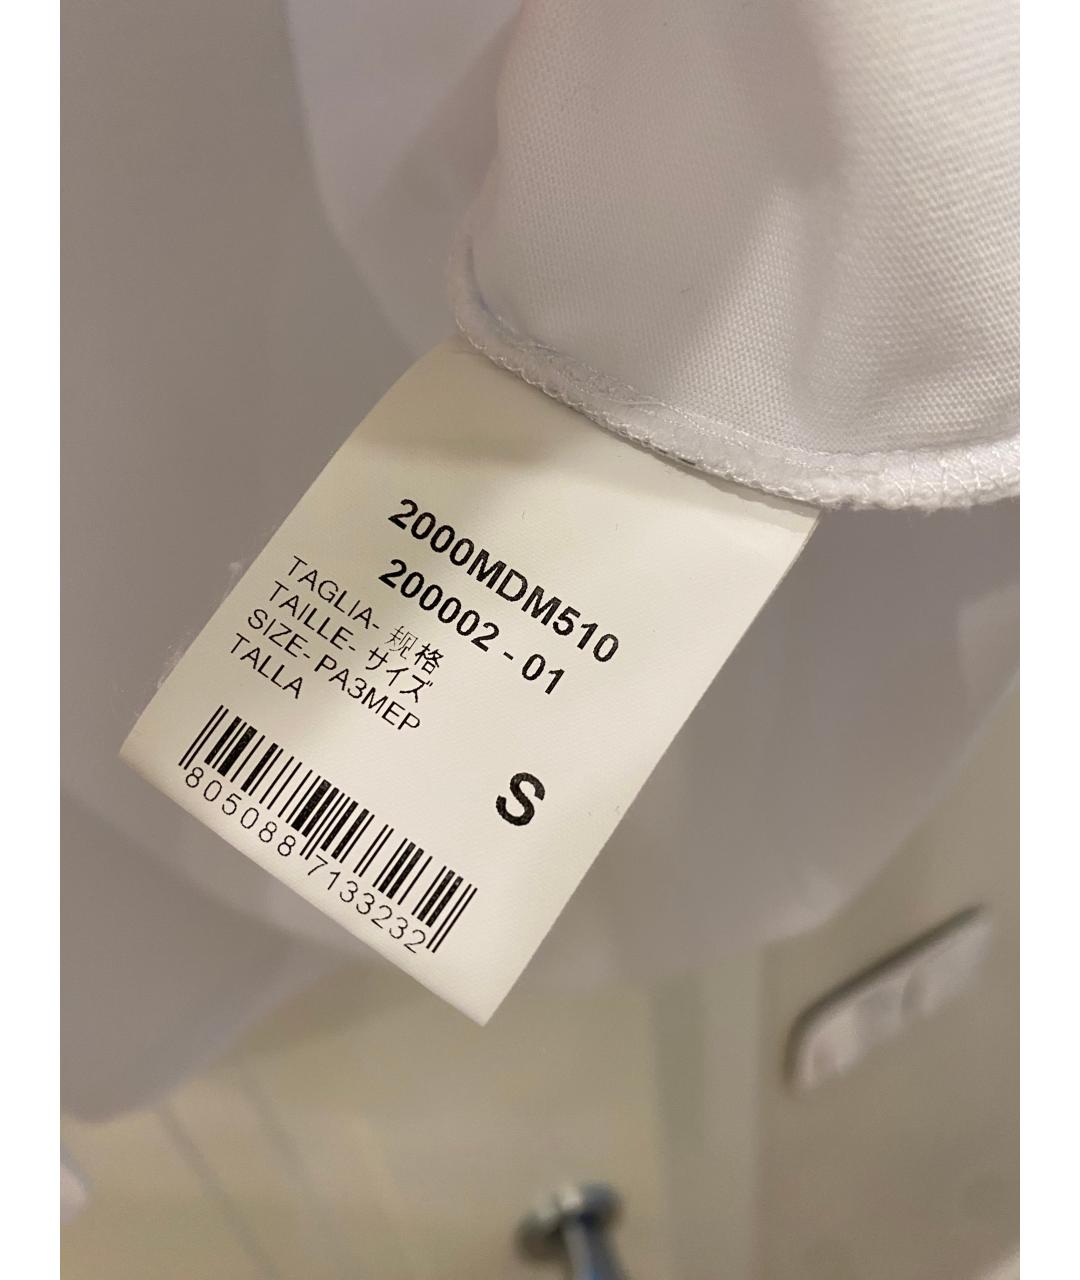 2000MDM510
200002 - 01
TAGLIA- 规格
TAILLE- サイズ
SIZE- PA3MEP
TALLA
S
8050887133232